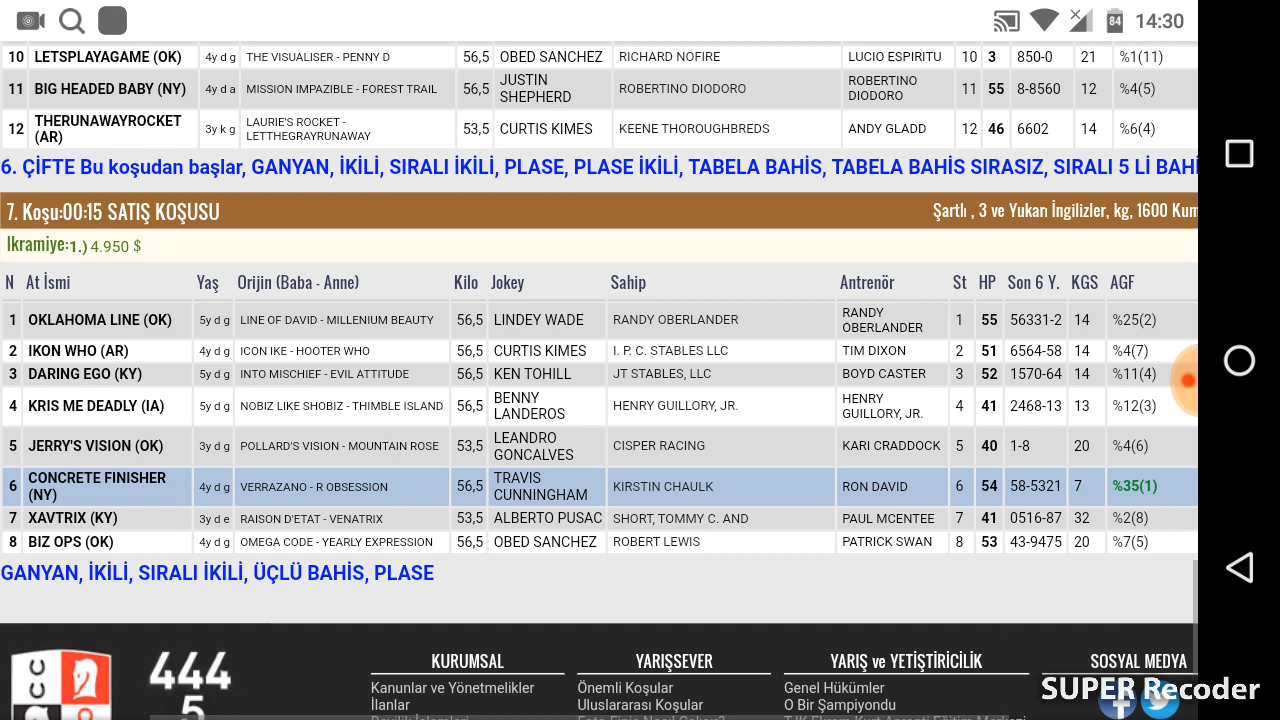 84 14:30
10 LETSPLAYAGAME (OK) 4y d g THE VISUALISER - PENNY D 56,5 OBED SANCHEZ RICHARD NOFIRE LUCIO ESPIRITU 10 3 850-0 21 %1(11)
11 BIG HEADED BABY (NY) 4y d a MISSION IMPAZIBLE - FOREST TRAIL 56,5 JUSTIN SHEPHERD ROBERTINO DIODORO ROBERTINO DIODORO 11 55 8-8560 12 %4(5)
12 THERUNAWAYROCKET (AR) 3y k g LAURIE'S ROCKET - LETTHEGRAYRUNAWAY 53,5 CURTIS KIMES KEENE THOROUGHBREDS ANDY GLADD 12 46 6602 14 %6(4)
6. ÇİFTE Bu koşudan başlar, GANYAN, İKİLİ, SIRALI İKİLİ, PLASE, PLASE İKİLİ, TABELA BAHİS, TABELA BAHİS SIRASIZ, SIRALI 5 Lİ BAHİ
7. Koşu:00:15 SATIŞ KOŞUSU Şartlı , 3 ve Yukarı İngilizler, kg, 1600 Kum
Ikramiye:1.) 4.950 $
N At İsmi Yaş Orijin (Baba - Anne) Kilo Jokey Sahip Antrenör St HP Son 6 Y. KGS AGF
1 OKLAHOMA LINE (OK) 5y d g LINE OF DAVID - MILLENIUM BEAUTY 56,5 LINDEY WADE RANDY OBERLANDER RANDY OBERLANDER 1 55 56331-2 14 %25(2)
2 IKON WHO (AR) 4y d g ICON IKE - HOOTER WHO 56,5 CURTIS KIMES I. P. C. STABLES LLC TIM DIXON 2 51 6564-58 14 %4(7)
3 DARING EGO (KY) 5y d g INTO MISCHIEF - EVIL ATTITUDE 56,5 KEN TOHILL JT STABLES, LLC BOYD CASTER 3 52 1570-64 14 %11(4)
4 KRIS ME DEADLY (IA) 5y d g NOBIZ LIKE SHOBIZ - THIMBLE ISLAND 56,5 BENNY LANDEROS HENRY GUILLORY, JR. HENRY GUILLORY, JR. 4 41 2468-13 13 %12(3)
5 JERRY'S VISION (OK) 3y d g POLLARD'S VISION - MOUNTAIN ROSE 53,5 LEANDRO GONCALVES CISPER RACING KARI CRADDOCK 5 40 1-8 20 %4(6)
6 CONCRETE FINISHER (NY) 4y d g VERRAZANO - R OBSESSION 56,5 TRAVIS CUNNINGHAM KIRSTIN CHAULK RON DAVID 6 54 58-5321 7 %35(1)
7 XAVTRIX (KY) 3y d e RAISON D'ETAT - VENATRIX 53,5 ALBERTO PUSAC SHORT, TOMMY C. AND PAUL MCENTEE 7 41 0516-87 32 %2(8)
8 BIZ OPS (OK) 4y d g OMEGA CODE - YEARLY EXPRESSION 56,5 OBED SANCHEZ ROBERT LEWIS PATRICK SWAN 8 53 43-9475 20 %7(5)
GANYAN, İKİLİ, SIRALI İKİLİ, ÜÇLÜ BAHİS, PLASE
444
5
KURUMSAL YARIŞSEVER YARIŞ ve YETİŞTİRİCİLİK SOSYAL MEDYA
Kanunlar ve Yönetmelikler Önemli Koşular Genel Hükümler
İlanlar Uluslararası Koşular O Bir Şampiyondu
SUPER Recoder